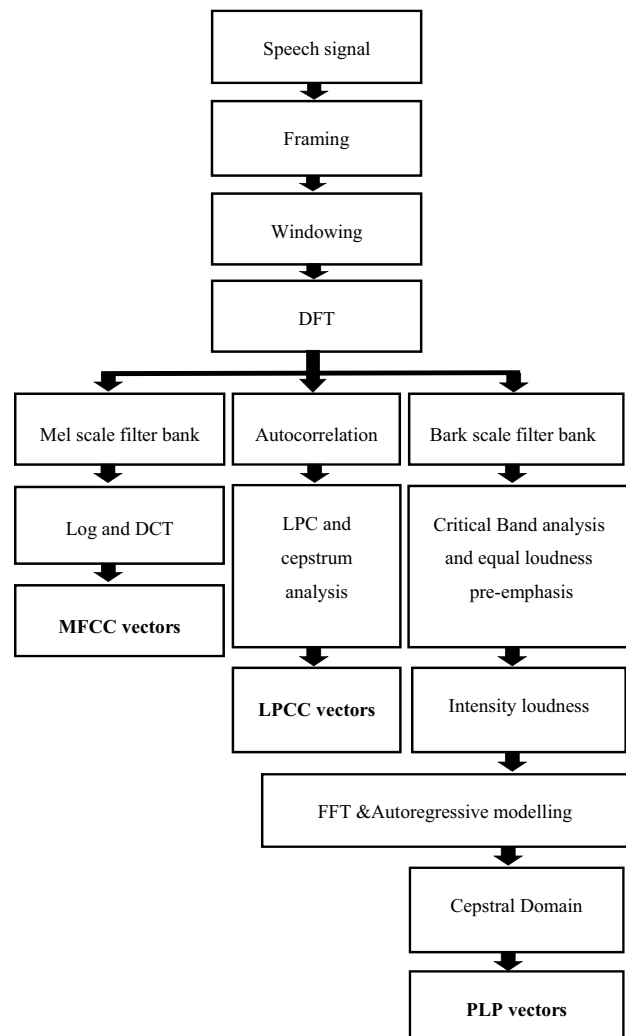 Speech signal
Framing
Windowing
DFT
Mel scale filter bank
Autocorrelation
Bark scale filter bank
Log and DCT
LPC and
cepstrum
analysis
Critical Band analysis
and equal loudness
pre-emphasis
MFCC vectors
LPCC vectors
Intensity loudness
FFT &Autoregressive modelling
Cepstral Domain
PLP vectors